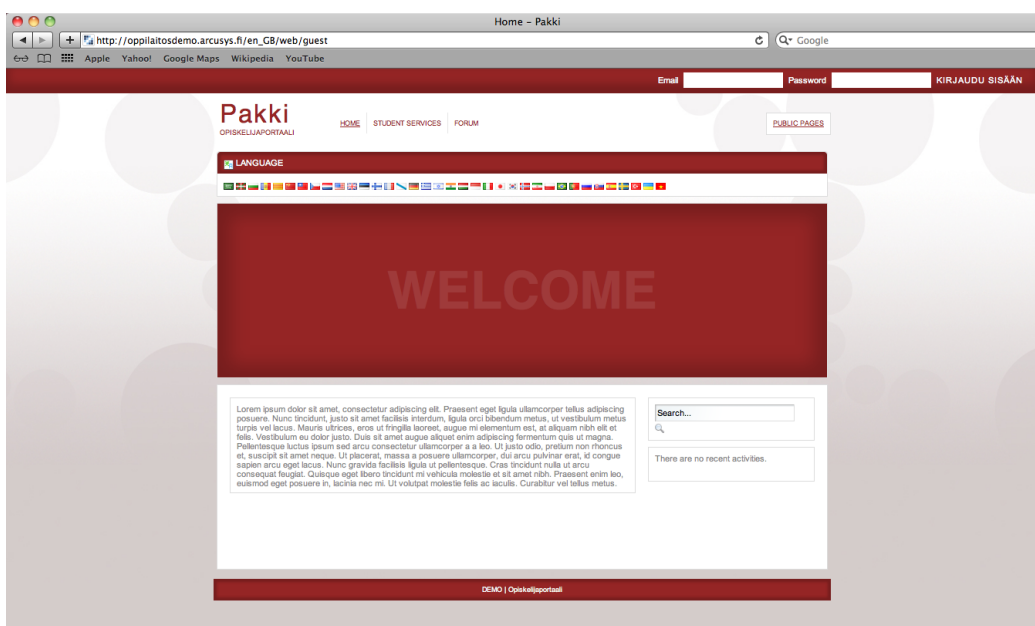 Home – Pakki
http://oppilaitosdemo.arcusys.fi/en_GB/web/guest
Google
Apple Yahoo! Google Maps Wikipedia YouTube
Email Password KIRJAUDU SISÄÄN
Pakki
OPISKELIJAPORTAALI
HOME STUDENT SERVICES FORUM PUBLIC PAGES
LANGUAGE
WELCOME
Lorem ipsum dolor sit amet, consectetur adipiscing elit. Praesent eget ligula ullamcorper tellus adipiscing
posuere. Nunc tincidunt, justo sit amet facilisis interdum, ligula orci bibendum metus, ut vestibulum metus
turpis vel lacus. Mauris ultrices, eros ut fringilla laoreet, augue mi elementum est, at aliquam nibh elit et
felis. Vestibulum eu dolor justo. Duis sit amet augue aliquet enim adipiscing fermentum quis ut magna.
Pellentesque luctus ipsum sed arcu consectetur ullamcorper a a leo. Ut justo odio, pretium non rhoncus
et, suscipit sit amet neque. Ut placerat, massa a posuere ullamcorper, dui arcu pulvinar erat, id congue
sapien arcu eget lacus. Nunc gravida facilisis ligula ut pellentesque. Cras tincidunt nulla ut arcu
consequat feugiat. Quisque eget libero tincidunt mi vehicula molestie et sit amet nibh. Praesent enim leo,
euismod eget posuere in, lacinia nec mi. Ut volutpat molestie felis ac iaculis. Curabitur vel tellus metus.
Search...
There are no recent activities.
DEMO | Opiskelijaportaali